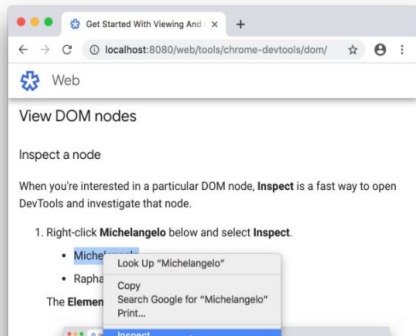 Get Started With Viewing And
localhost:8080/web/tools/chrome-devtools/dom/
Web
View DOM nodes
Inspect a node
When you're interested in a particular DOM node, Inspect is a fast way to open
DevTools and investigate that node.
1. Right-click Michelangelo below and select Inspect.
• Michelangelo
Look Up “Michelangelo”
• Rapha
Copy
Search Google for “Michelangelo”
The Elemen
Print...
Inspect